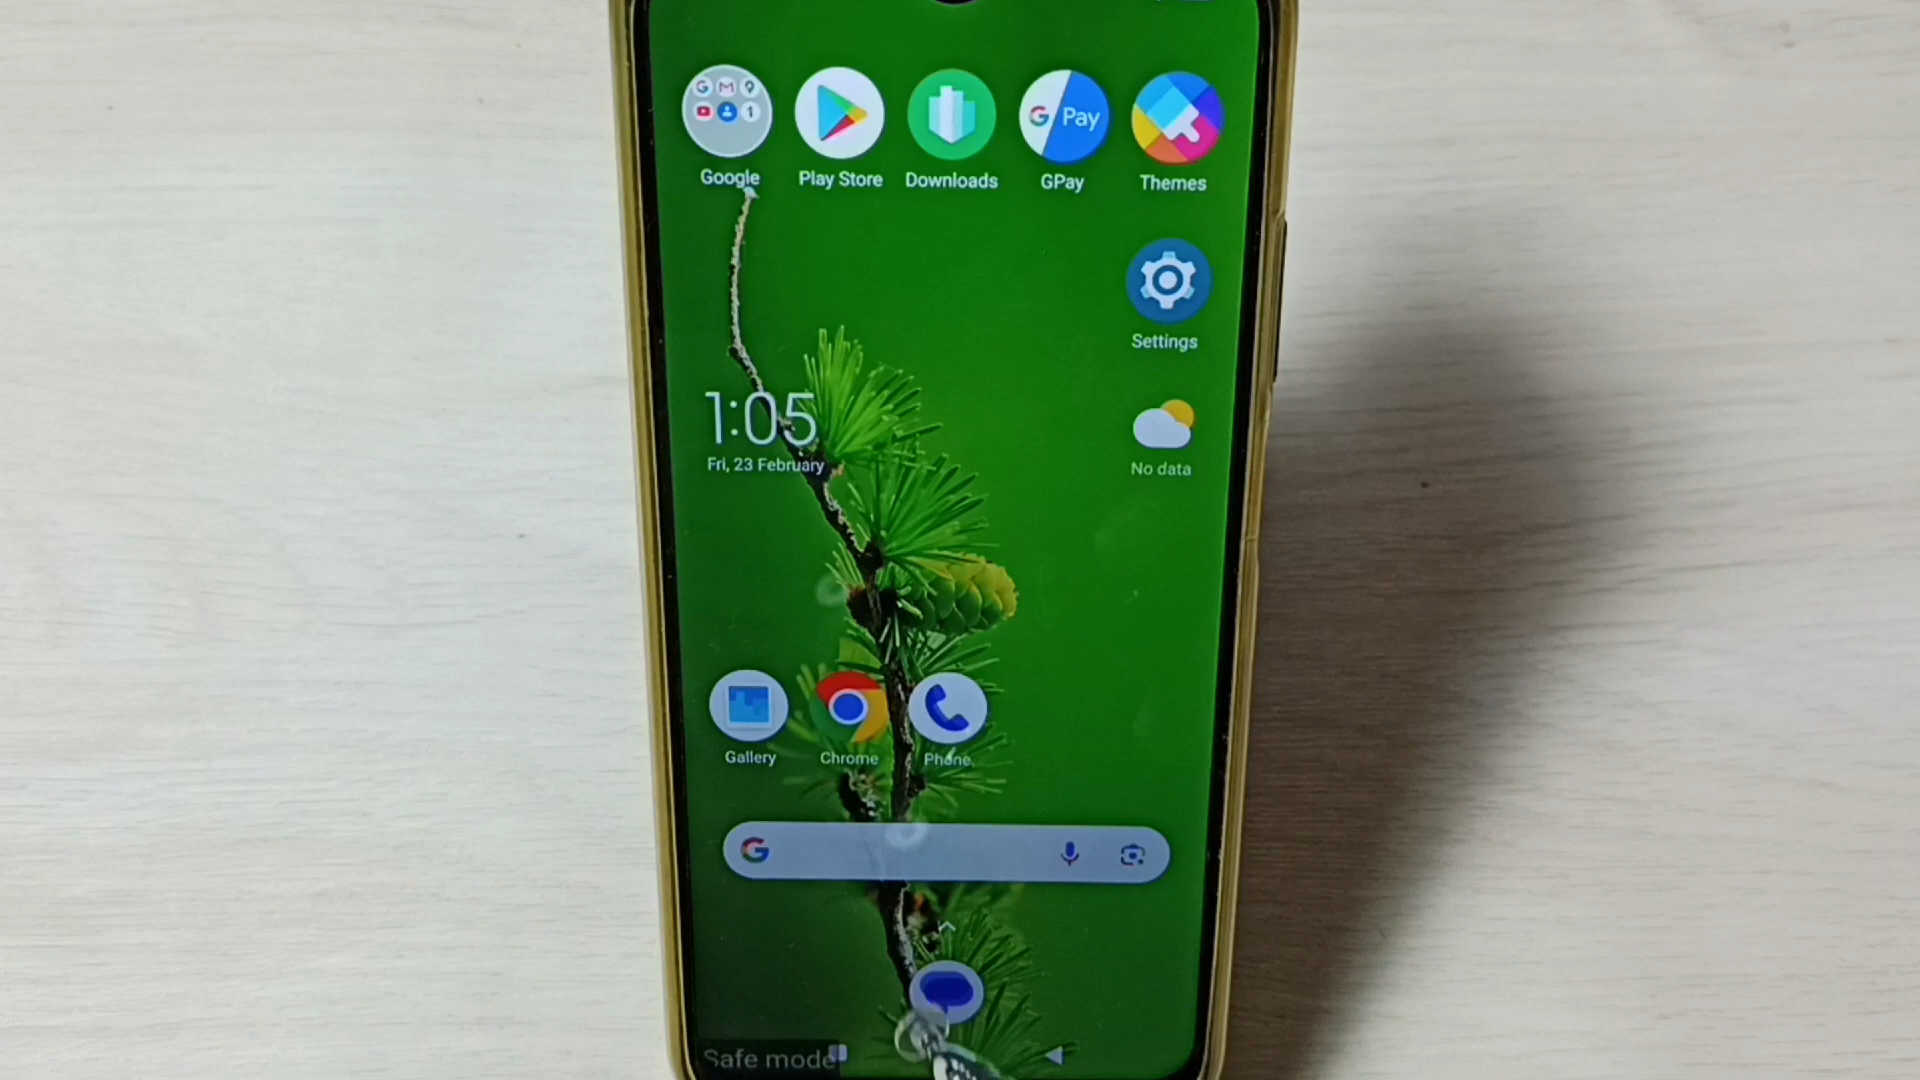 G Pay
Google
Play Store
Downloads
GPay
Themes
Settings
1:05
Fri, 23 February
No data
Gallery
Chrome
Phone
Safe mode